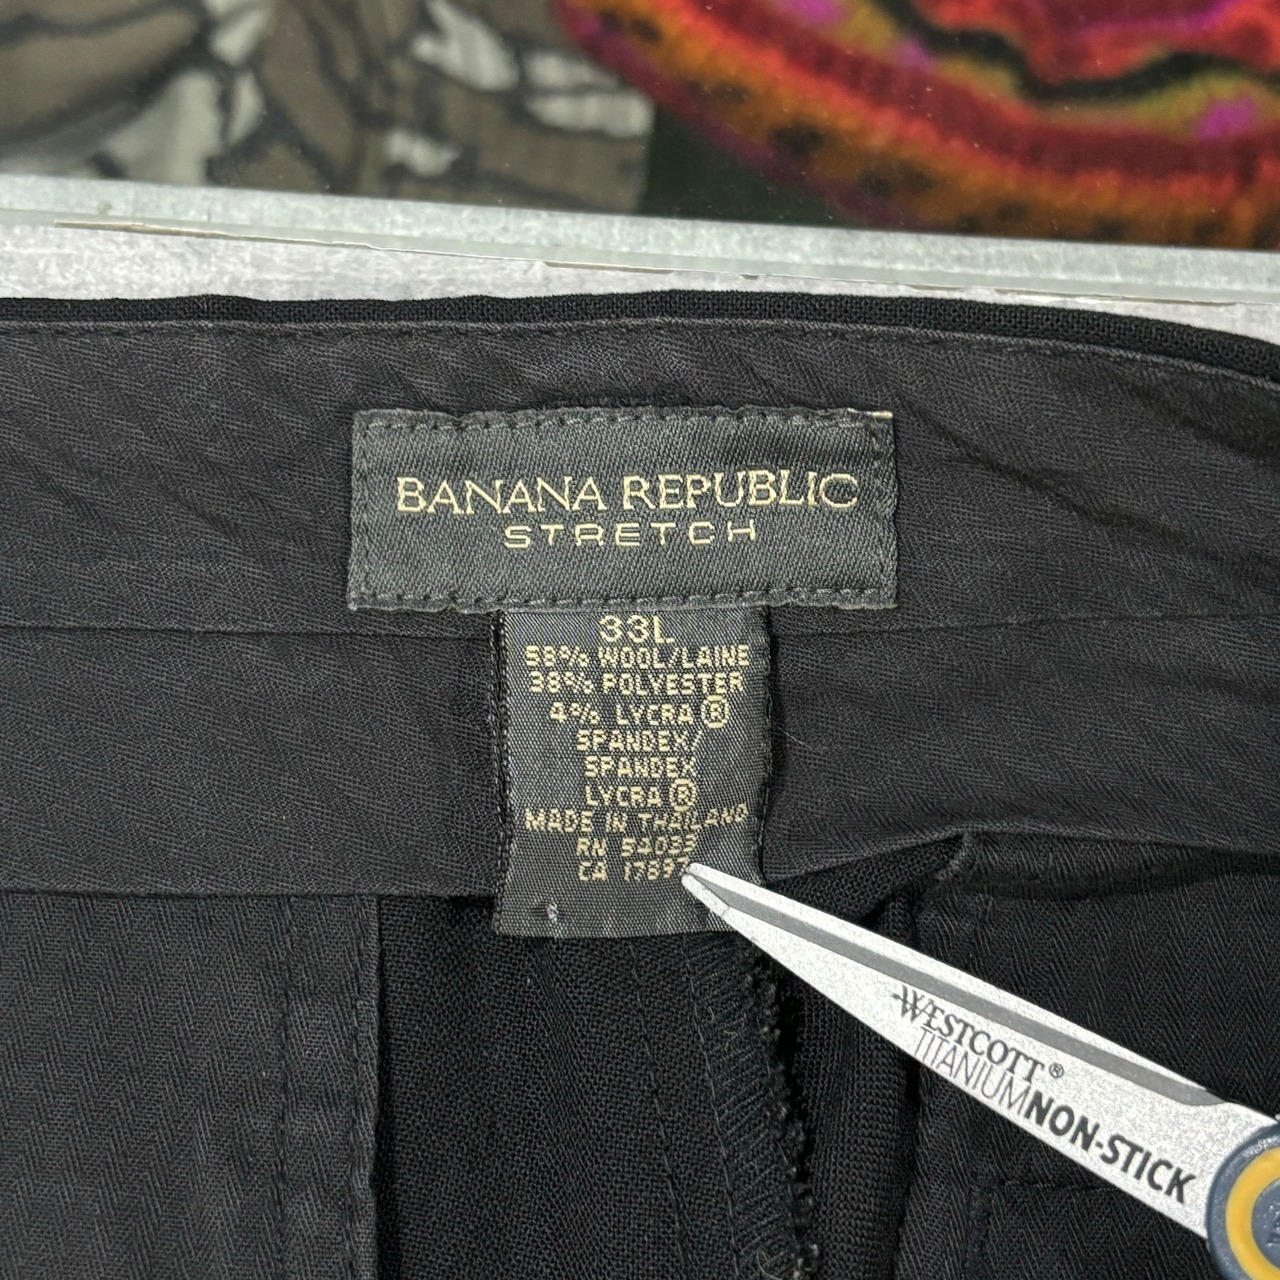 BANANA REPUBLIC
STRETCH
33L
58% WOOL/LAINE
38% POLYESTER
4% LYCRA®
SPANDEX/
SPANDEX
LYCRA®
MADE IN THAILAND
RN 54023
CA 17897
WESTCOTT®
TITANIUMNON-STICK